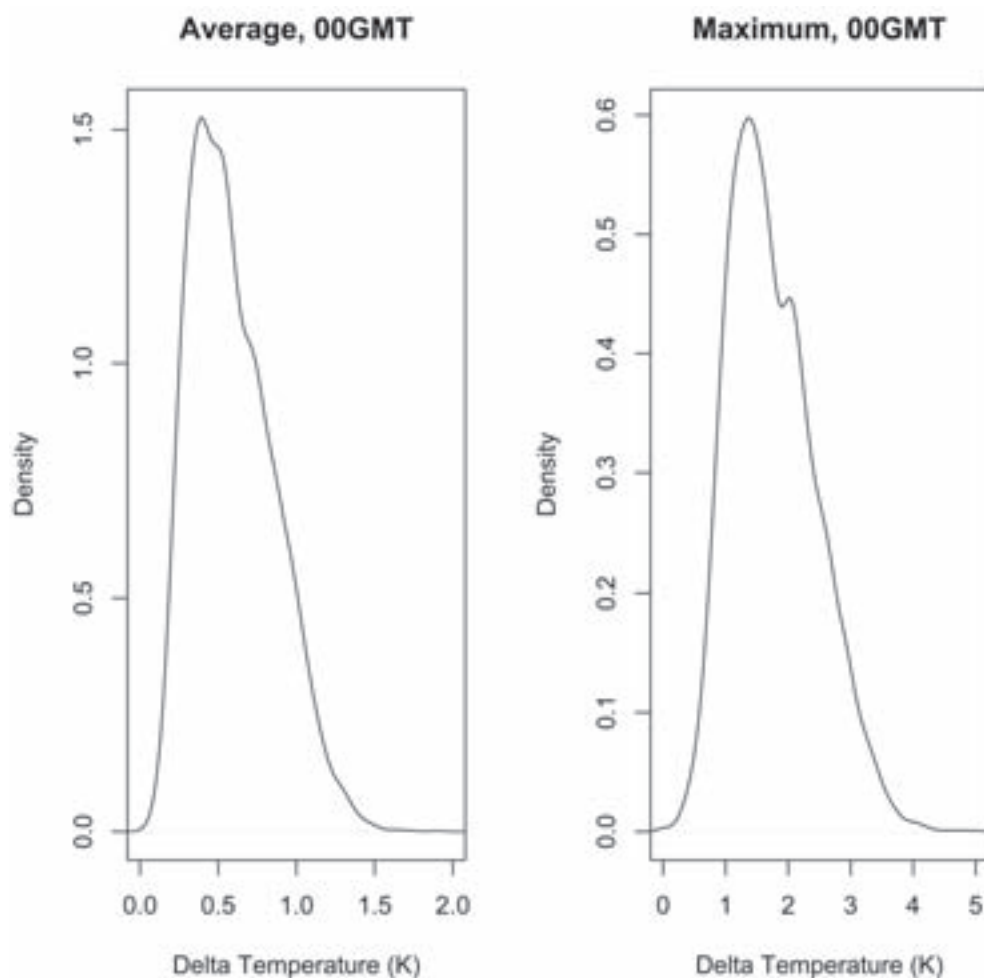 Average, 00GMT
Density
0.0 0.5 1.0 1.5
0.0 0.5 1.0 1.5 2.0
Delta Temperature (K)
Maximum, 00GMT
Density
0.0 0.1 0.2 0.3 0.4 0.5 0.6
0 1 2 3 4 5
Delta Temperature (K)